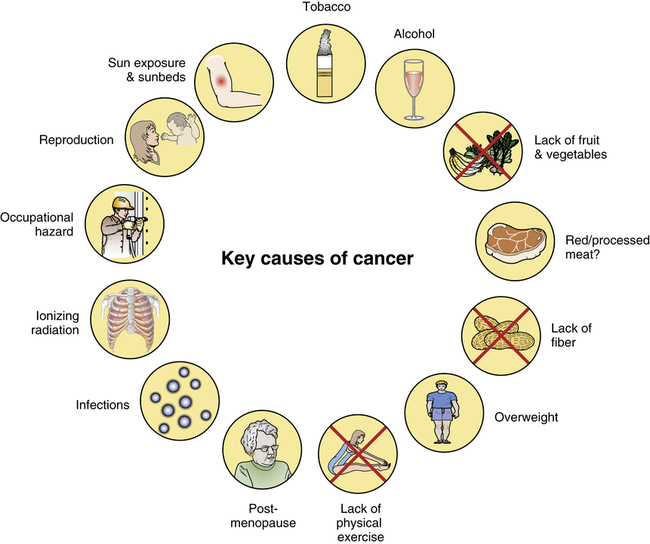 Tobacco
Alcohol
Lack of fruit
& vegetables
Red/processed
meat?
Lack of
fiber
Overweight
Lack of
physical
exercise
Post-
menopause
Infections
Ionizing
radiation
Occupational
hazard
Reproduction
Sun exposure
& sunbeds
Key causes of cancer